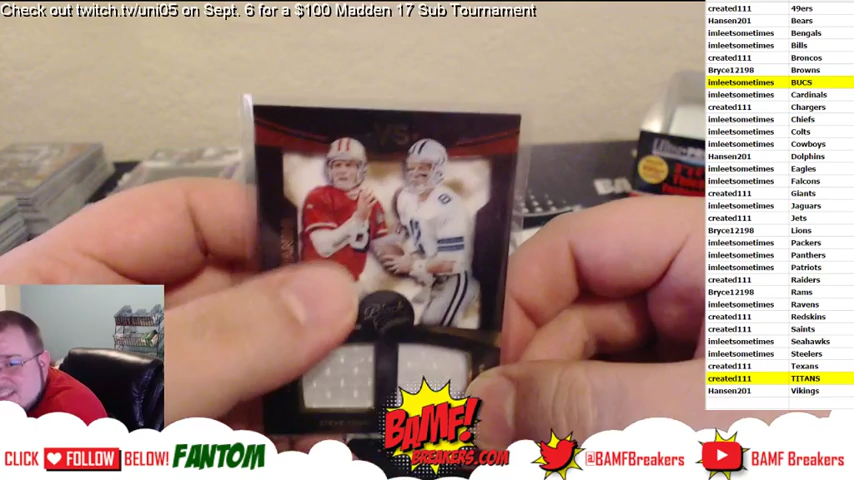 Check out twitch.tv/uni05 on Sept. 6 for a $100 Madden 17 Sub Tournament
created111 49ers
Hansen201 Bears
imleetsometimes Bengals
imleetsometimes Bills
created111 Broncos
Bryce12198 Browns
imleetsometimes BUCS
imleetsometimes Cardinals
created111 Chargers
imleetsometimes Chiefs
imleetsometimes Colts
imleetsometimes Cowboys
Hansen201 Dolphins
imleetsometimes Eagles
imleetsometimes Falcons
created111 Giants
imleetsometimes Jaguars
created111 Jets
Bryce12198 Lions
imleetsometimes Packers
imleetsometimes Panthers
imleetsometimes Patriots
created111 Raiders
Bryce12198 Rams
imleetsometimes Ravens
created111 Redskins
created111 Saints
imleetsometimes Seahawks
imleetsometimes Steelers
created111 Texans
created111 TITANS
Hansen201 Vikings
VS
Black
STEVE YOUNG
CLICK FOLLOW BELOW! FANTOM
BAMF!
BREAKERS.COM
@BAMFBreakers
BAMF Breakers